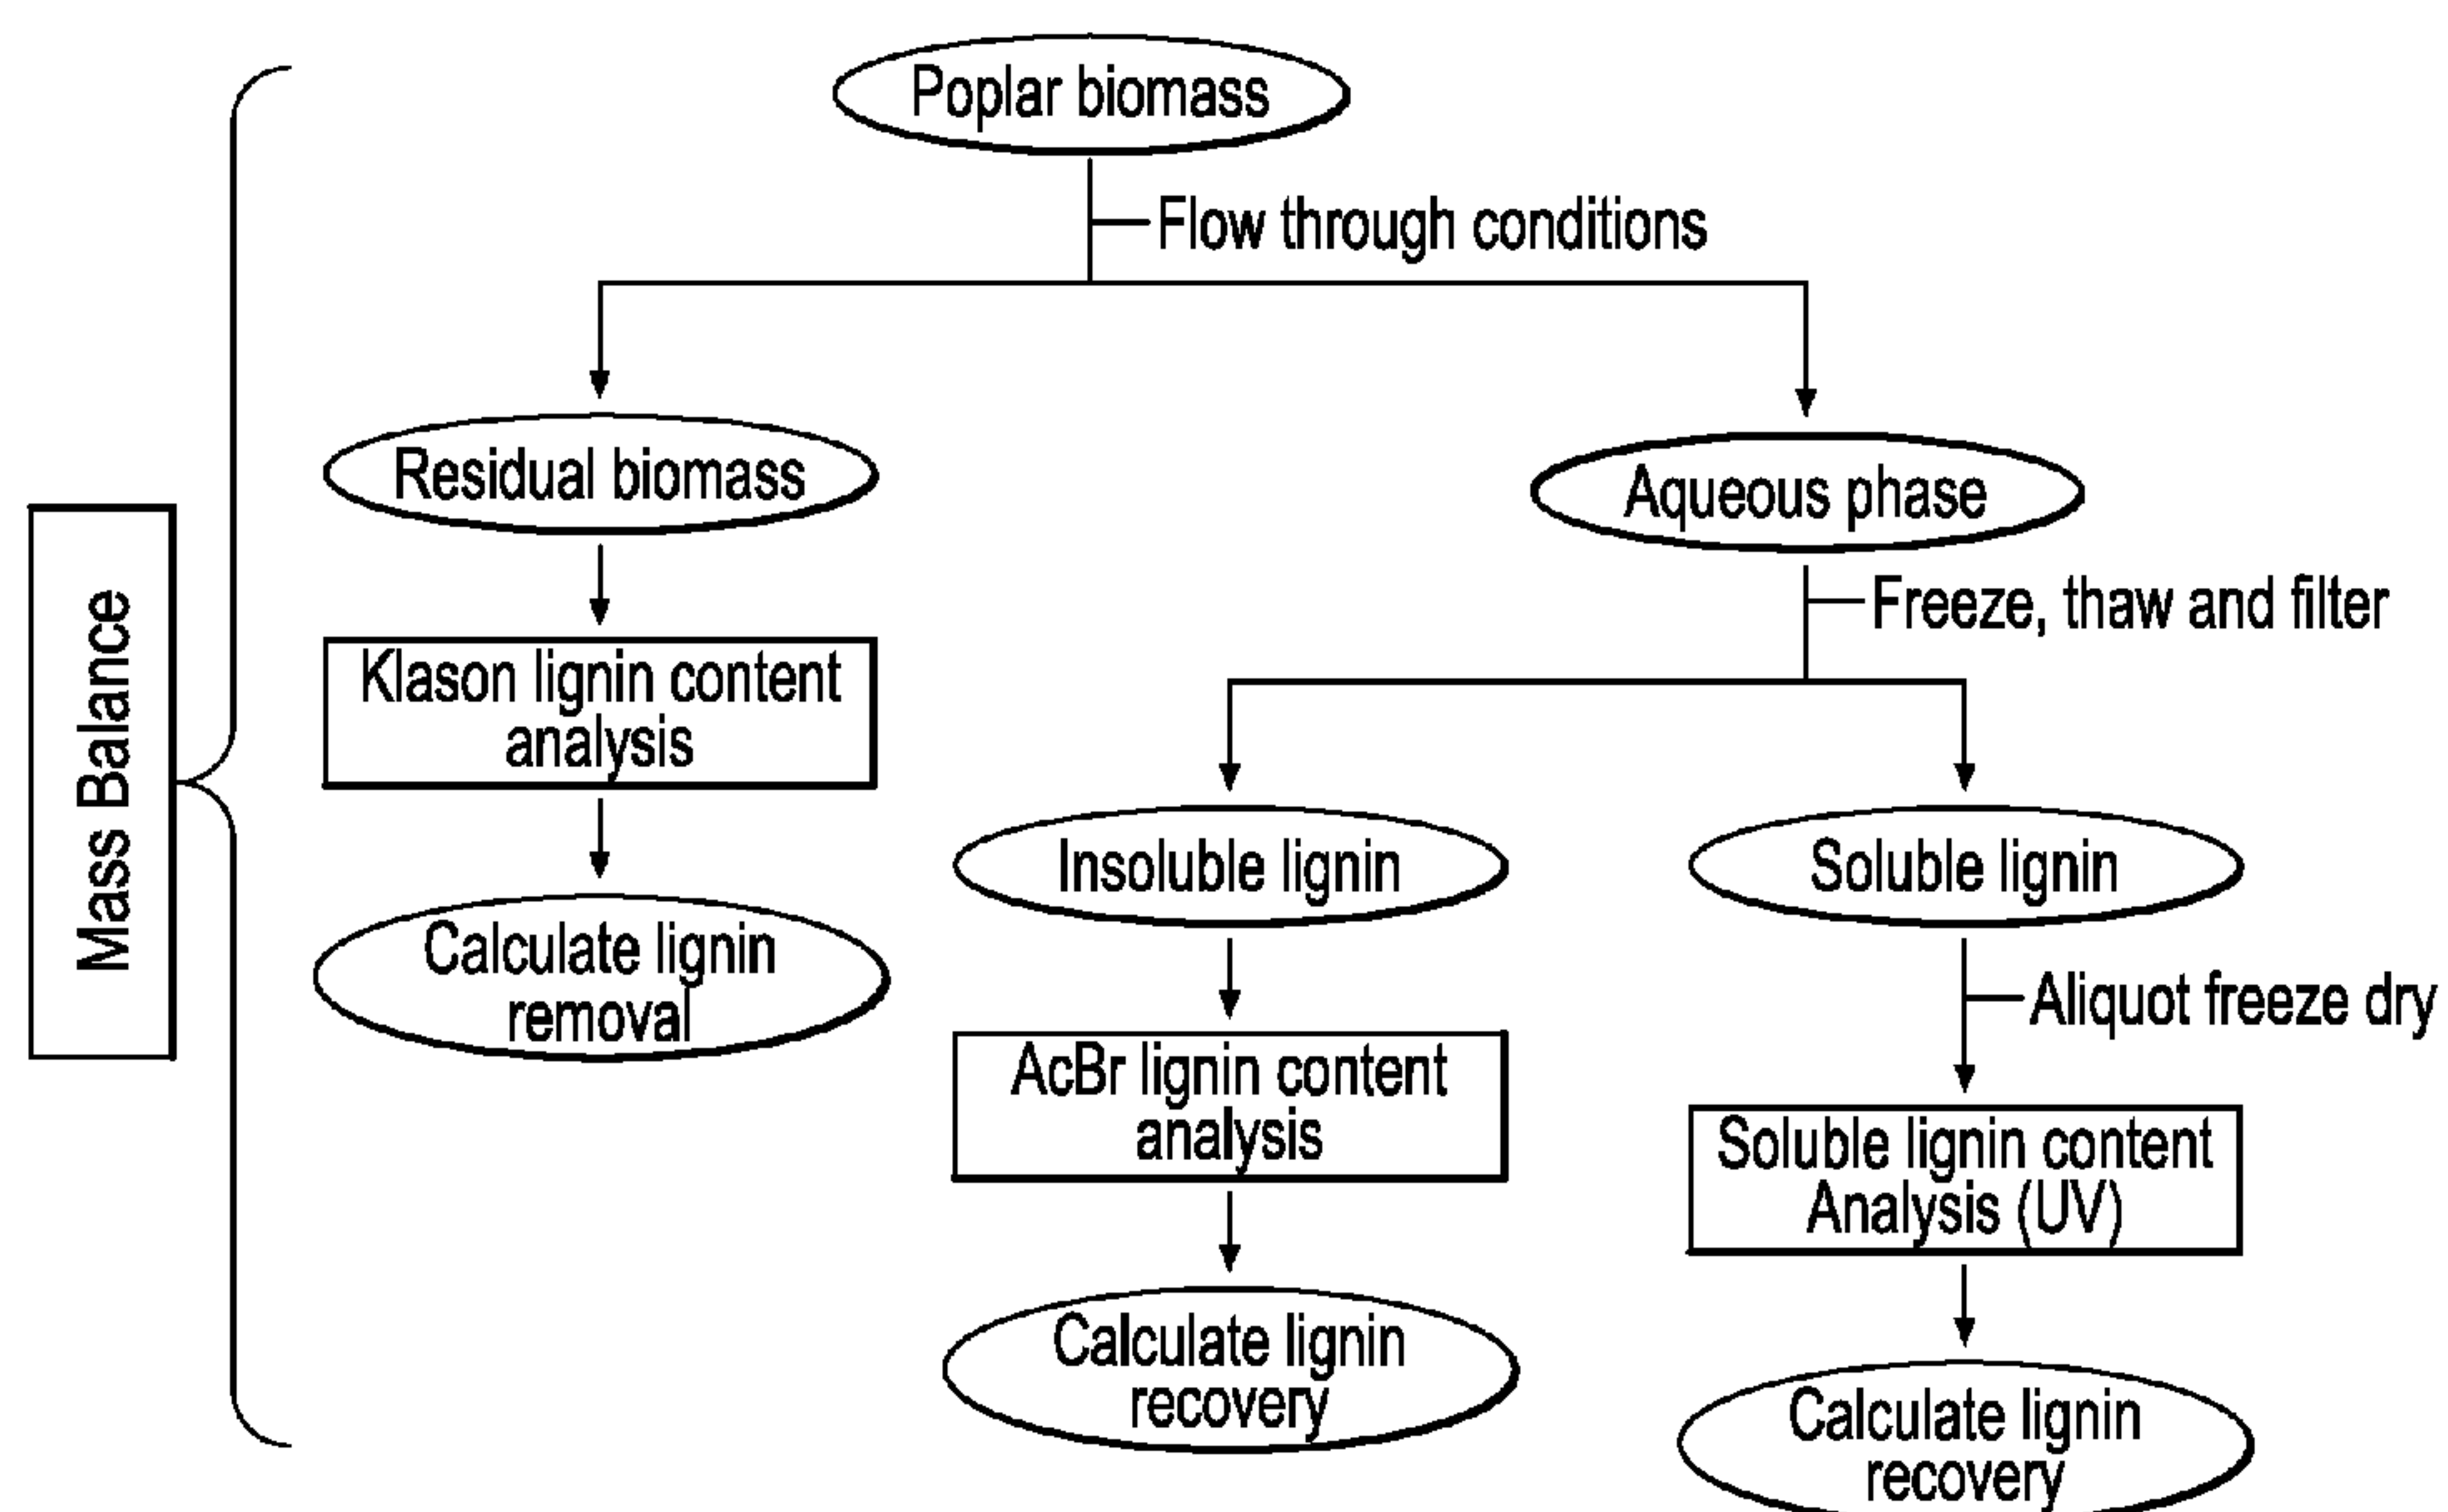 Poplar biomass
Flow through conditions
Mass Balance
Residual biomass
Klason lignin content
analysis
Calculate lignin
removal
Aqueous phase
Freeze, thaw and filter
Insoluble lignin
AcBr lignin content
analysis
Calculate lignin
recovery
Soluble lignin
Aliquot freeze dry
Soluble lignin content
Analysis (UV)
Calculate lignin
recovery